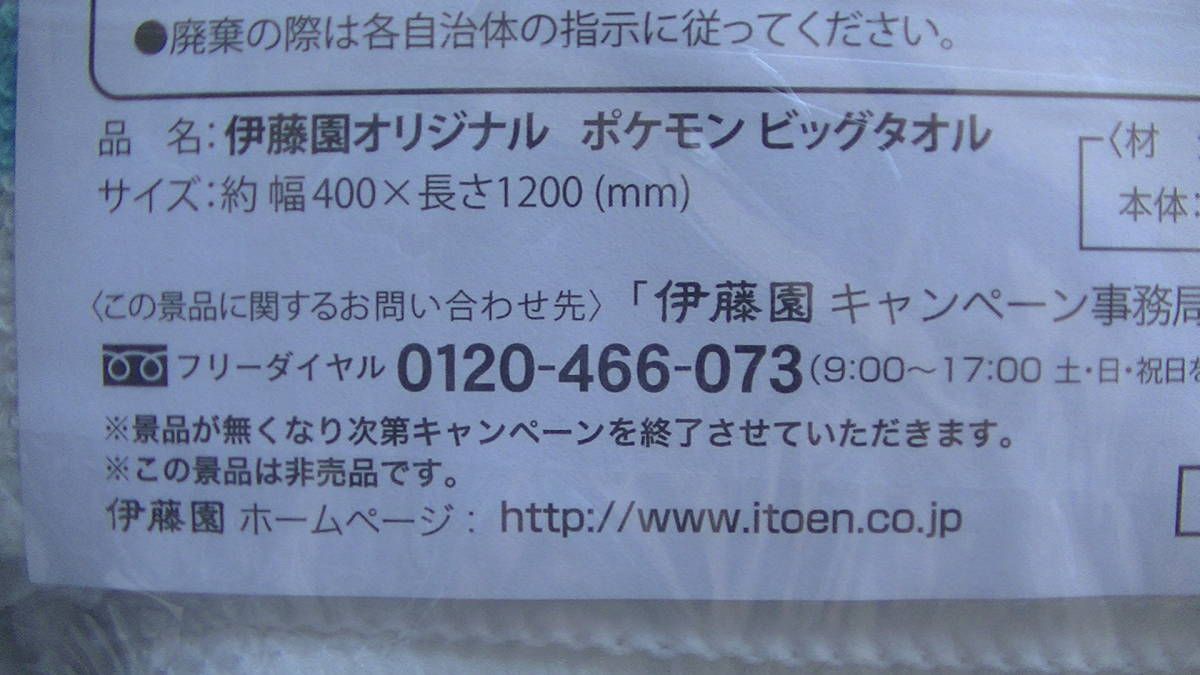 ●廃棄の際は各自治体の指示に従ってください。
品 名：伊藤園オリジナル ポケモン ビッグタオル
サイズ：約 幅400×長さ1200 (mm)
〈材
本体：
〈この景品に関するお問い合わせ先〉「伊藤園 キャンペーン事務局
フリーダイヤル 0120-466-073(9:00〜17:00 土・日・祝日を
※景品が無くなり次第キャンペーンを終了させていただきます。
※この景品は非売品です。
伊藤園 ホームページ： http://www.itoen.co.jp